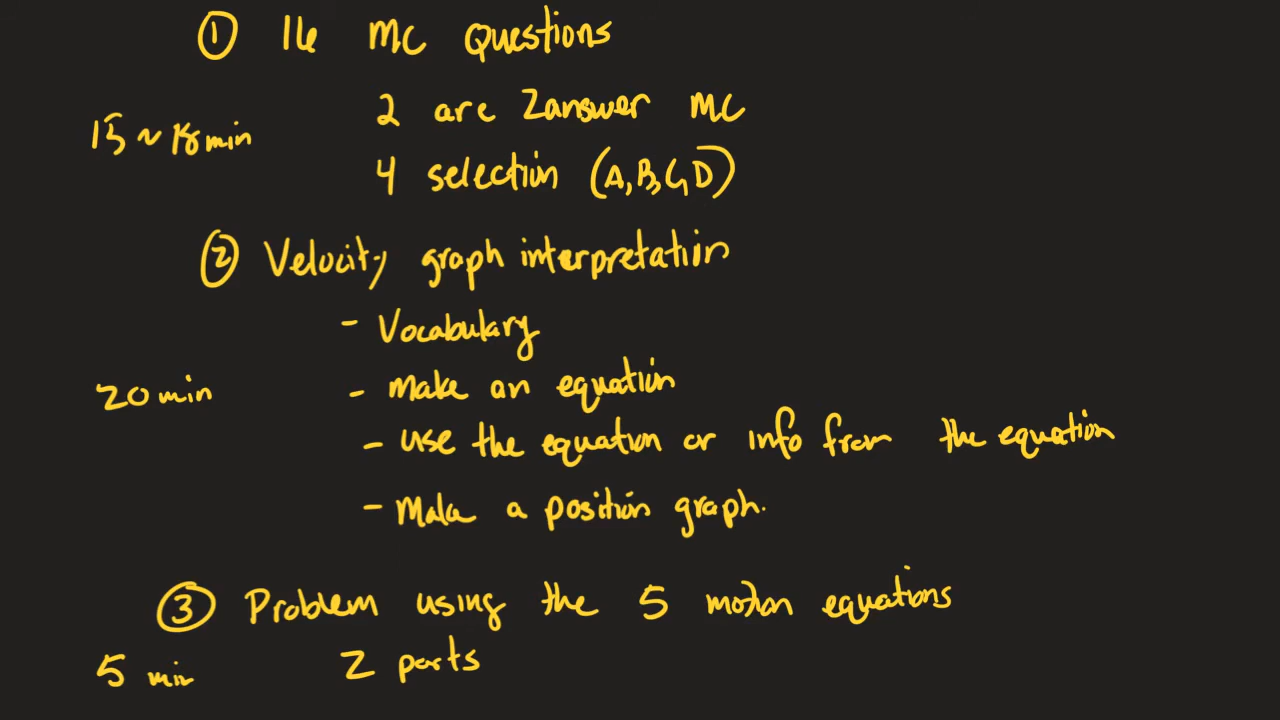 ① 16 MC Questions
2 are 2answer MC
15 ~ 18 min
4 selection (A, B, C, D)
② Velocity graph interpretation
- Vocabulary
- Make an equation
20 min
- use the equation or info from the equation
- Make a position graph.
③ Problem using the 5 motion equations
5 min 2 parts